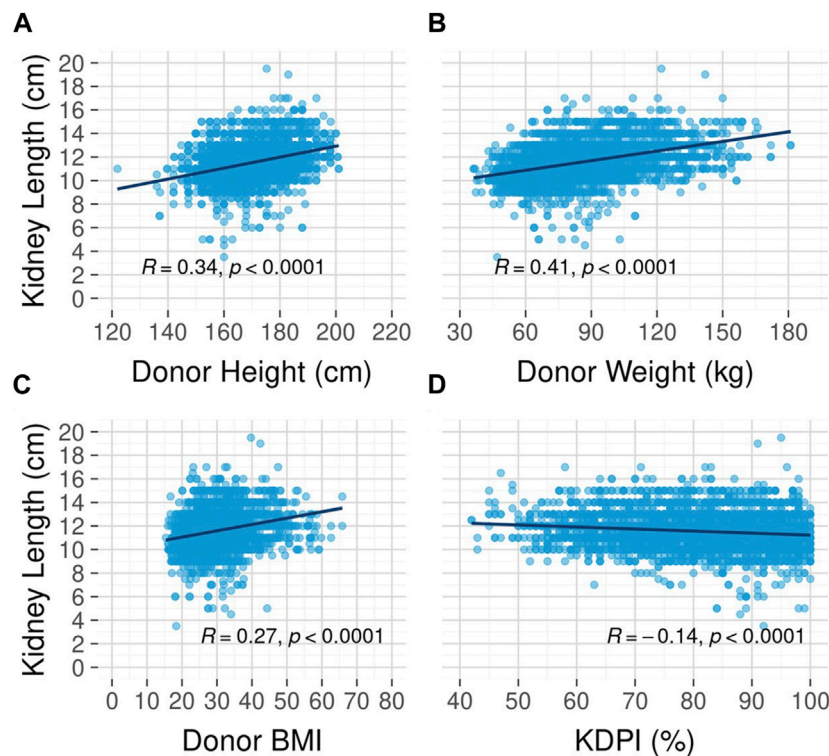 A
Kidney Length (cm)
20
18
16
14
12
10
8
6
4
2
0
R = 0.34, p < 0.0001
120 140 160 180 200 220
Donor Height (cm)
B
R = 0.41, p < 0.0001
30 60 90 120 150 180
Donor Weight (kg)
C
Kidney Length (cm)
20
18
16
14
12
10
8
6
4
2
0
R = 0.27, p < 0.0001
0 10 20 30 40 50 60 70 80
Donor BMI
D
R = −0.14, p < 0.0001
40 50 60 70 80 90 100
KDPI (%)